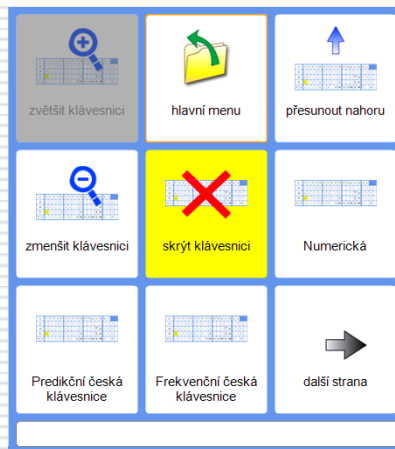 zvětšit klávesnici
hlavní menu
přesunout nahoru
zmenšit klávesnici
skrýt klávesnici
Numerická
Predikční česká
klávesnice
Frekvenční česká
klávesnice
další strana